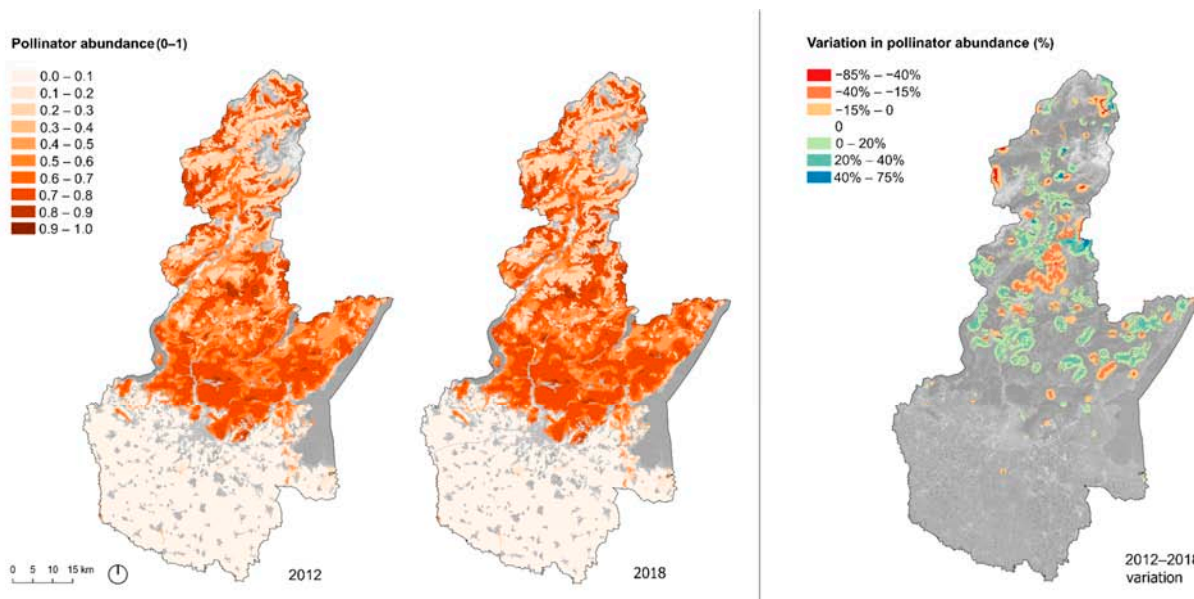 Pollinator abundance (0–1)
0.0 – 0.1
0.1 – 0.2
0.2 – 0.3
0.3 – 0.4
0.4 – 0.5
0.5 – 0.6
0.6 – 0.7
0.7 – 0.8
0.8 – 0.9
0.9 – 1.0
0 5 10 15 km
2012
2018
Variation in pollinator abundance (%)
−85% – −40%
−40% – −15%
−15% – 0
0
0 – 20%
20% – 40%
40% – 75%
2012–2018
variation